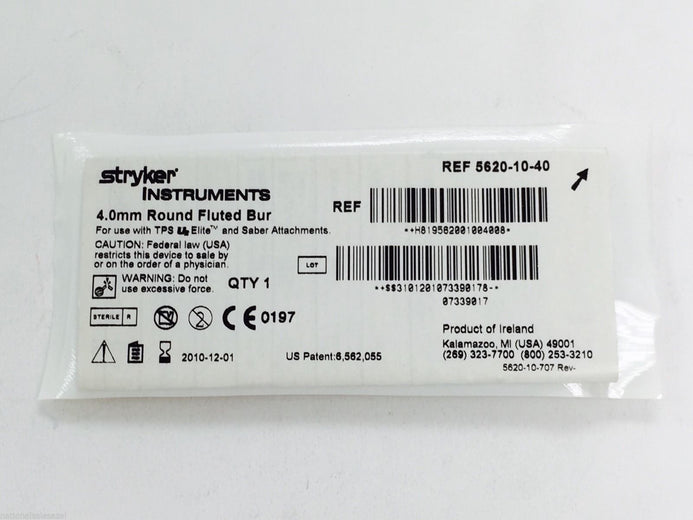 stryker®
INSTRUMENTS
4.0mm Round Fluted Bur
For use with TPS Elite™ and Saber Attachments.
CAUTION: Federal law (USA)
restricts this device to sale by
or on the order of a physician.
WARNING: Do not
use excessive force.
QTY 1
STERILE R
2
CE 0197
2010-12-01
US Patent:6,562,055
REF 5620-10-40
REF
*+H819562001004008*
LOT
*+$$3101201073390178-*
07339017
Product of Ireland
Kalamazoo, MI (USA) 49001
(269) 323-7700 (800) 253-3210
5620-10-707 Rev-